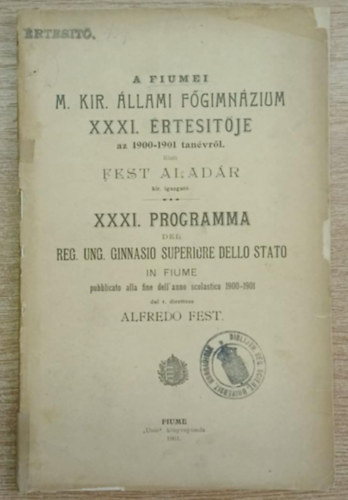 ÉRTESITŐ.
A FIUMEI
M. KIR. ÁLLAMI FŐGIMNÁZIUM
XXXI. ÉRTESITŐJE
az 1900-1901 tanévről.
FEST ALADÁR
kir. igazgató
XXXI. PROGRAMMA
DEL
REG. UNG. GINNASIO SUPERIORE DELLO STATO
IN FIUME
pubblicato alla fine dell'anno scolastico 1900-1901
dal r. direttore
ALFREDO FEST.
FIUME
könyvnyomda
1901.